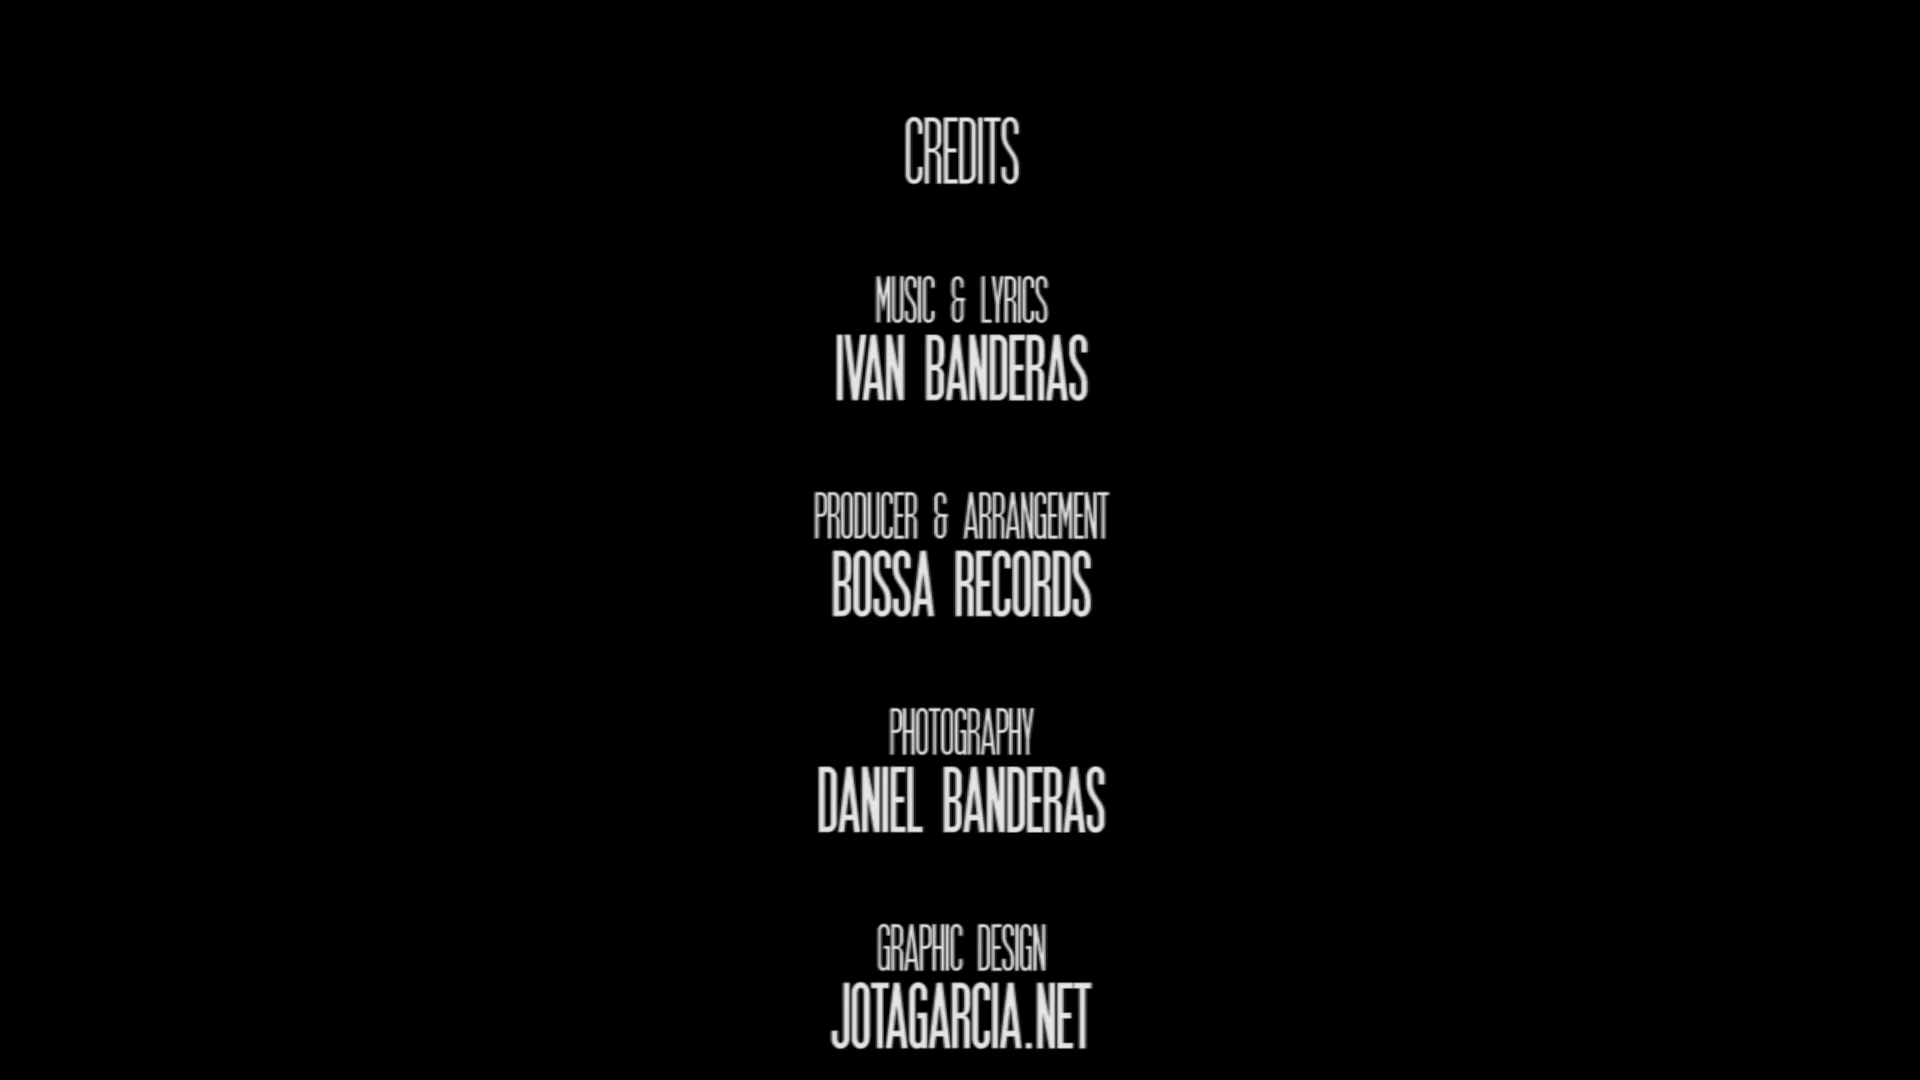 CREDITS
MUSIC & LYRICS
IVAN BANDERAS
PRODUCER & ARRANGEMENT
BOSSA RECORDS
PHOTOGRAPHY
DANIEL BANDERAS
GRAPHIC DESIGN
JOTAGARCIA.NET